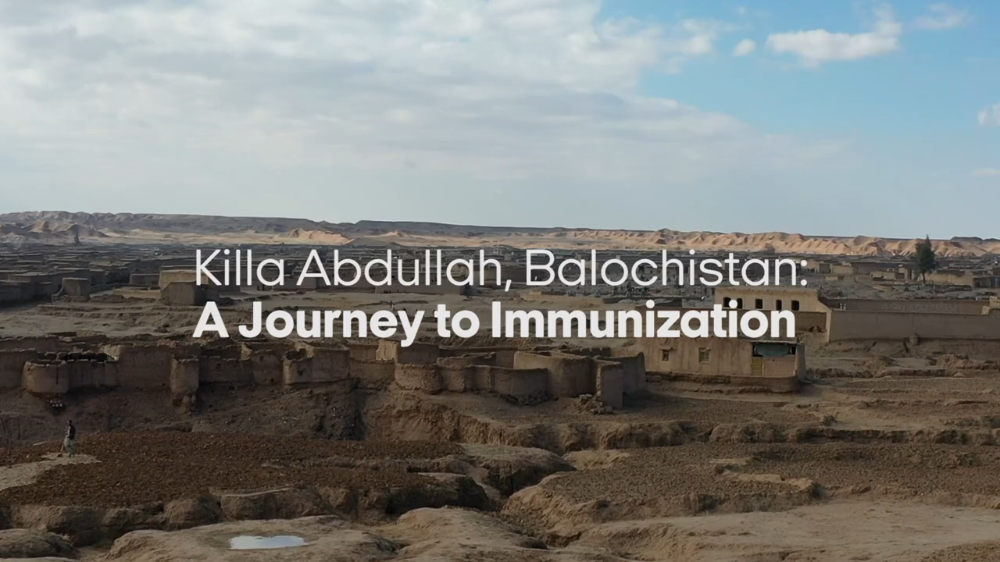 Killa Abdullah, Balochistan:
A Journey to Immunization